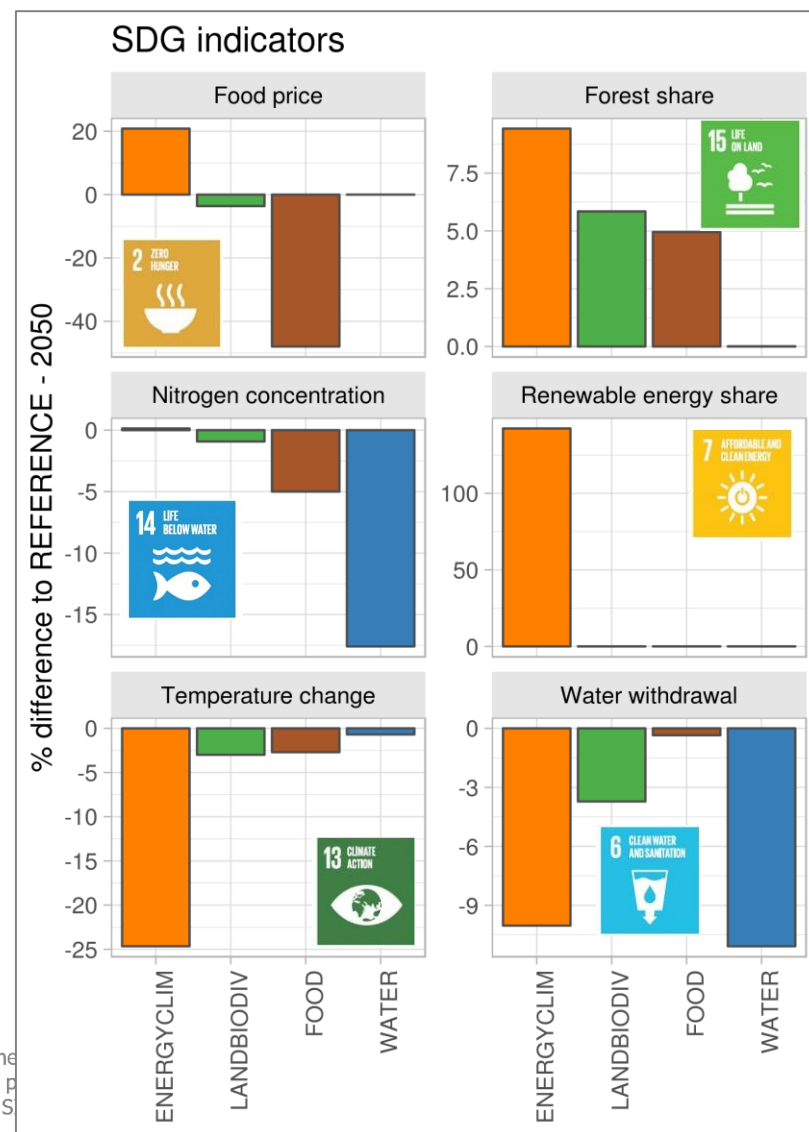 SDG indicators
% difference to REFERENCE - 2050
Food price
20
0
-20
-40
2 ZERO
HUNGER
Forest share
7.5
5.0
2.5
0.0
15 LIFE
ON LAND
Nitrogen concentration
0
-5
-10
-15
14 LIFE
BELOW WATER
Renewable energy share
100
50
0
7 AFFORDABLE AND
CLEAN ENERGY
Temperature change
0
-5
-10
-15
-20
-25
13 CLIMATE
ACTION
Water withdrawal
0
-3
-6
-9
6 CLEAN WATER
AND SANITATION
ENERGYCLIM
LANDBIODIV
FOOD
WATER
ENERGYCLIM
LANDBIODIV
FOOD
WATER